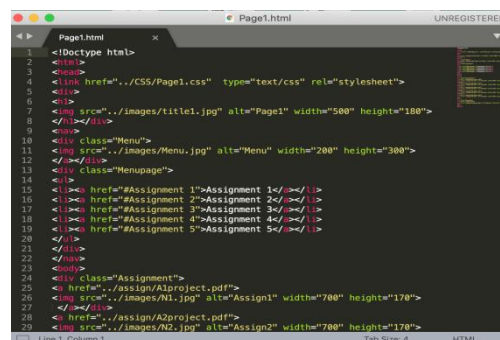 Page1.html
UNREGISTERED
Page1.html
1 <!Doctype html>
2 <html>
3 <head>
4 <link href="../CSS/Page1.css" type="text/css" rel="stylesheet">
5 <div>
6 <h1>
7 <img src="../images/title1.jpg" alt="Page1" width="500" height="180">
8 </h1></div>
9 <nav>
10 <div class="Menu">
11 <img src="../images/Menu.jpg" alt="Menu" width="200" height="300">
12 </a></div>
13 <div class="Menupage">
14 <ul>
15 <li><a href="#Assignment 1">Assignment 1</a></li>
16 <li><a href="#Assignment 2">Assignment 2</a></li>
17 <li><a href="#Assignment 3">Assignment 3</a></li>
18 <li><a href="#Assignment 4">Assignment 4</a></li>
19 <li><a href="#Assignment 5">Assignment 5</a></li>
20 </ul>
21 </div>
22 </nav>
23 <body>
24 <div class="Assignment">
25 <a href="../assign/A1project.pdf">
26 <img src="../images/N1.jpg" alt="Assign1" width="700" height="170">
27 </a></div>
28 <a href="../assign/A2project.pdf">
29 <img src="../images/N2.jpg" alt="Assign2" width="700" height="170">
Line 1, Column 1
Tab Size: 4
HTML